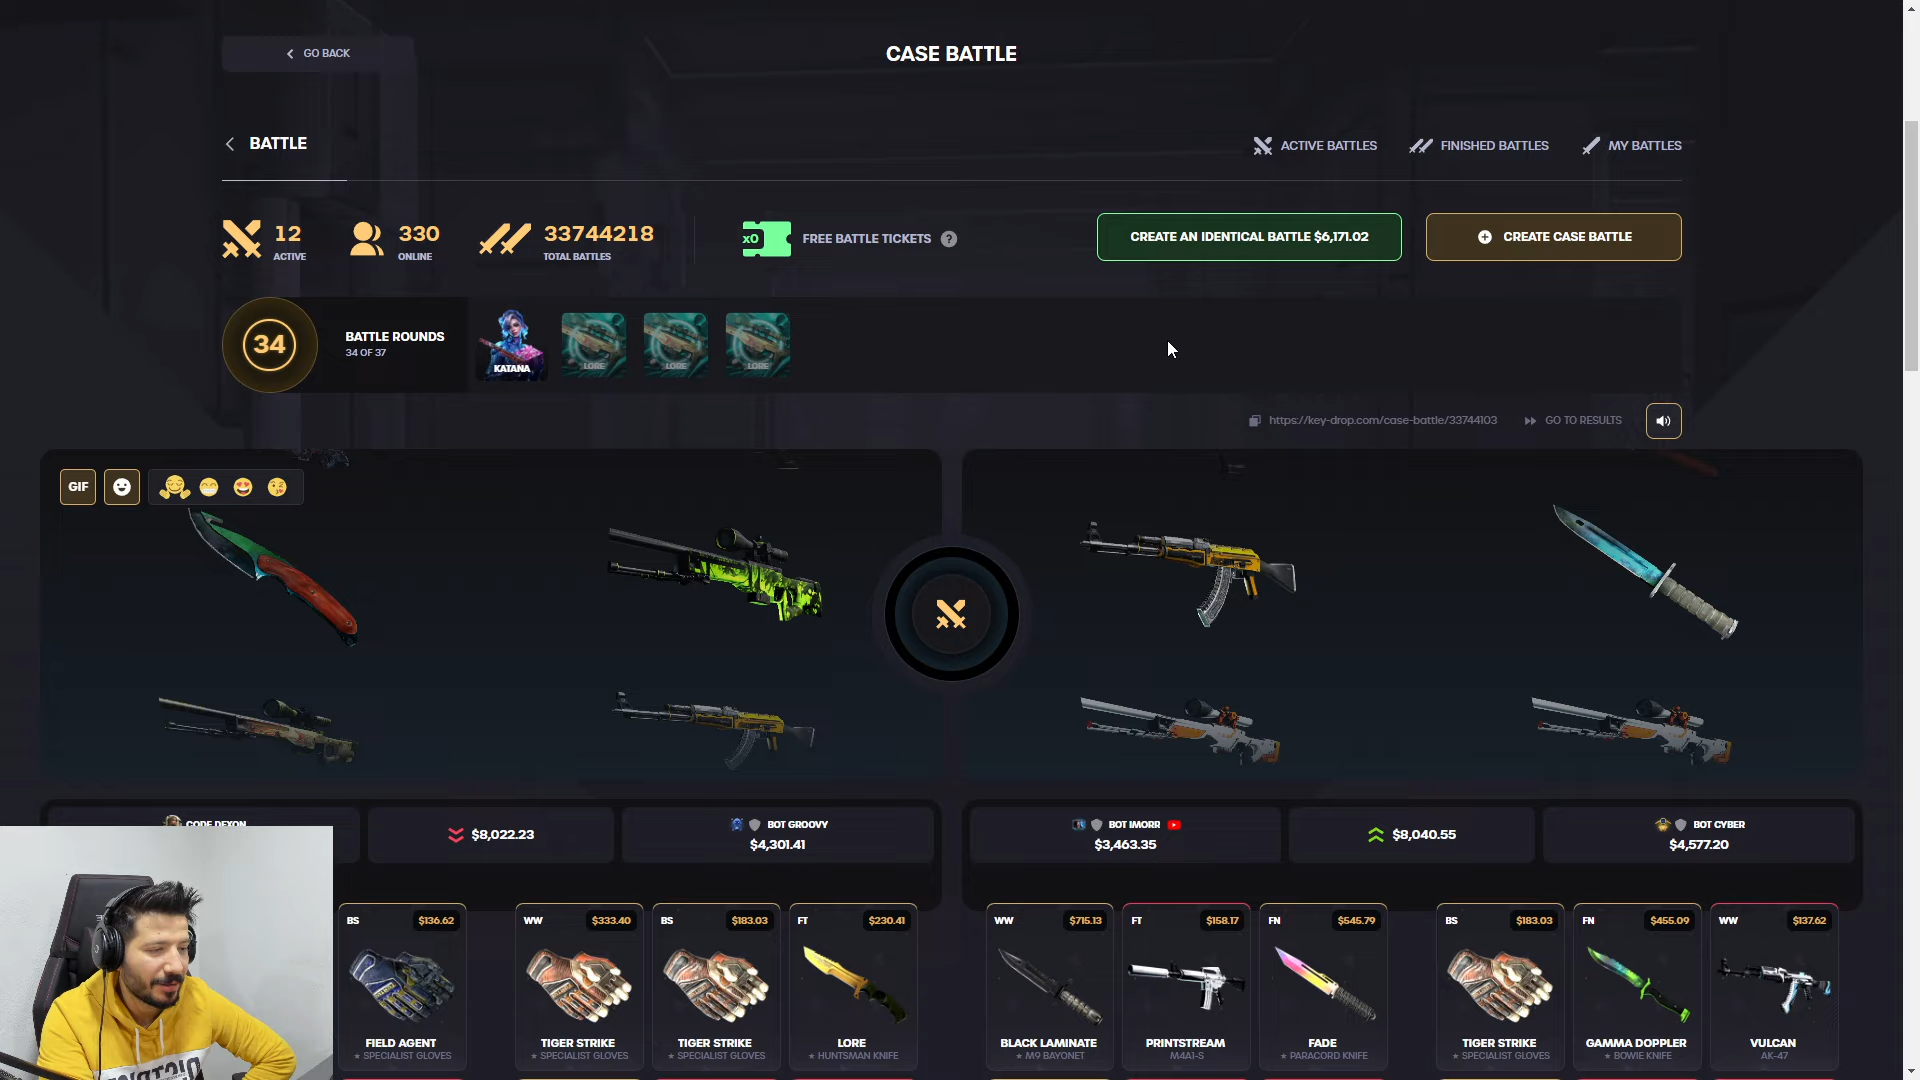 GO BACK
CASE BATTLE
BATTLE
ACTIVE BATTLES
FINISHED BATTLES
MY BATTLES
12
ACTIVE
330
ONLINE
33744218
TOTAL BATTLES
x0
FREE BATTLE TICKETS
?
CREATE AN IDENTICAL BATTLE $6,171.02
CREATE CASE BATTLE
34
BATTLE ROUNDS
34 OF 37
KATANA
LORE
LORE
LORE
https://key-drop.com/case-battle/33744103
GO TO RESULTS
GIF
CODE DEXON
$8,022.23
BOT GROOVY
$4,301.41
BOT IMORR
$3,463.35
$8,040.55
BOT CYBER
$4,577.20
BS $136.62
FIELD AGENT
★ SPECIALIST GLOVES
WW $333.40
TIGER STRIKE
★ SPECIALIST GLOVES
BS $183.03
TIGER STRIKE
★ SPECIALIST GLOVES
FT $230.41
LORE
★ HUNTSMAN KNIFE
WW $715.13
BLACK LAMINATE
★ M9 BAYONET
FT $158.17
PRINTSTREAM
M4A1-S
FN $545.79
FADE
★ PARACORD KNIFE
BS $183.03
TIGER STRIKE
★ SPECIALIST GLOVES
FN $455.09
GAMMA DOPPLER
★ BOWIE KNIFE
WW $137.62
VULCAN
AK-47